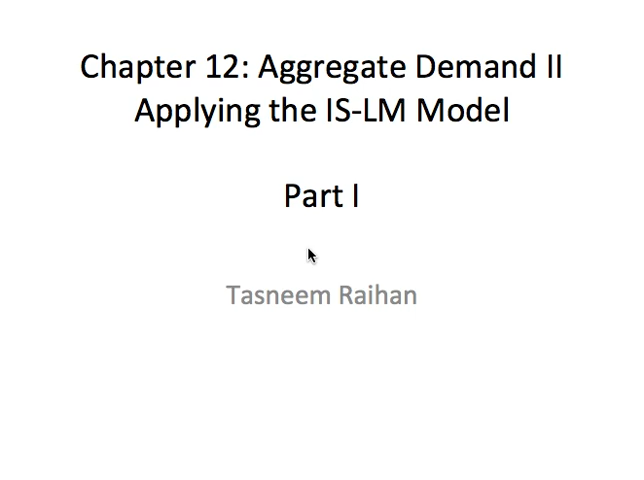 Chapter 12: Aggregate Demand II
Applying the IS-LM Model
Part I
Tasneem Raihan